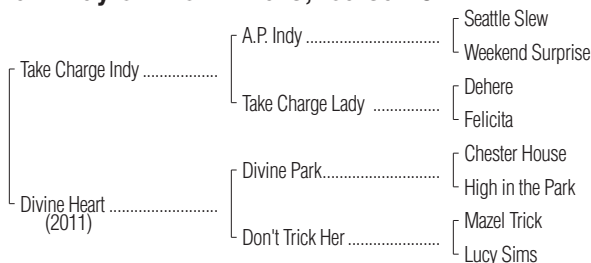 Seattle Slew
A.P. Indy ..............................
Weekend Surprise
Take Charge Indy .................
Dehere
Take Charge Lady ...............
Felicita
Chester House
Divine Park..........................
High in the Park
Divine Heart ........................
(2011)
Mazel Trick
Don't Trick Her ....................
Lucy Sims